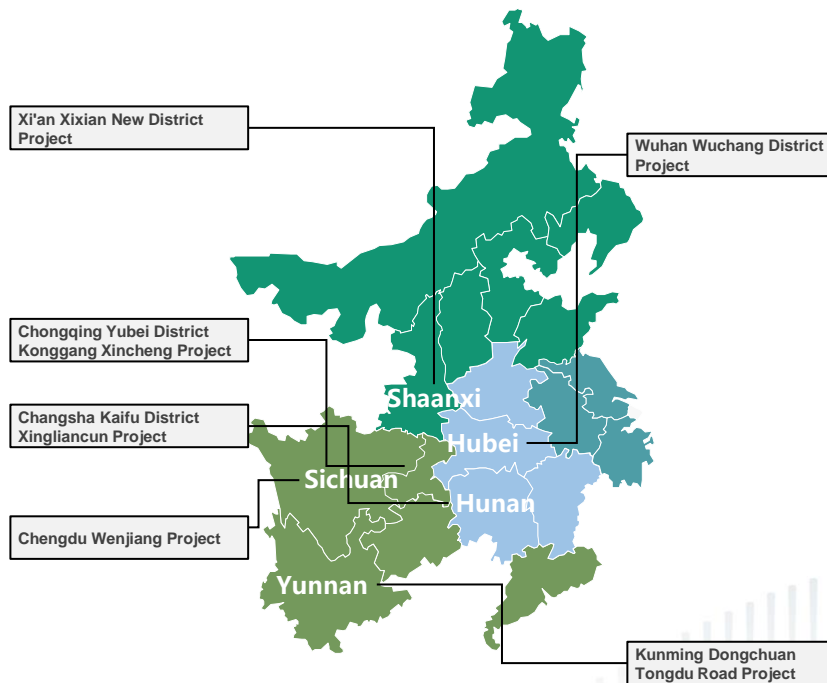 Xi'an Xixian New District
Project
Wuhan Wuchang District
Project
Chongqing Yubei District
Konggang Xincheng Project
Shaanxi
Changsha Kaifu District
Xingliancun Project
Hubei
Sichuan
Hunan
Chengdu Wenjiang Project
Yunnan
Kunming Dongchuan
Tongdu Road Project